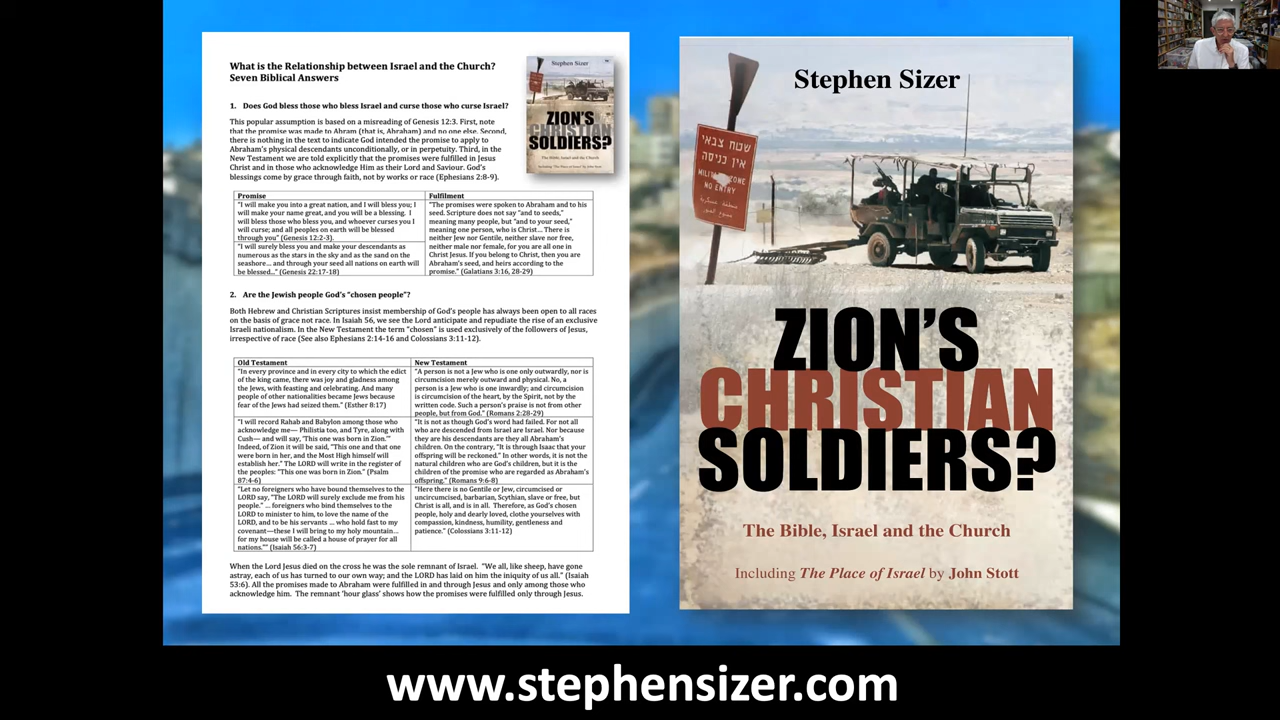 What is the Relationship between Israel and the Church?
Seven Biblical Answers
1. Does God bless those who bless Israel and curse those who curse Israel?
This popular assumption is based on a misreading of Genesis 12:3. First, note
that the promise was made to Abram (that is, Abraham) and no one else. Second,
there is nothing in the text to indicate God intended the promise to apply to
Abraham's physical descendants unconditionally, or in perpetuity. Third, in the
New Testament we are told explicitly that the promises were fulfilled in Jesus
Christ and in those who acknowledge Him as their Lord and Saviour. God's
blessings come by grace through faith, not by works or race (Ephesians 2:8-9).
Stephen Sizer
ZION'S
CHRISTIAN
SOLDIERS?
The Bible, Israel and the Church
Including The Place of Israel by John Stott
Promise
"I will make you into a great nation, and I will bless you; I
will make your name great, and you will be a blessing. I
will bless those who bless you, and whoever curses you I
will curse; and all peoples on earth will be blessed
through you" (Genesis 12:2-3).
"I will surely bless you and make your descendants as
numerous as the stars in the sky and as the sand on the
seashore... and through your seed all nations on earth will
be blessed..." (Genesis 22:17-18)
Fulfilment
"The promises were spoken to Abraham and to his
seed. Scripture does not say "and to seeds,"
meaning many people, but "and to your seed,"
meaning one person, who is Christ... There is
neither Jew nor Gentile, neither slave nor free,
neither male nor female, for you are all one in
Christ Jesus. If you belong to Christ, then you are
Abraham's seed, and heirs according to the
promise." (Galatians 3:16, 28-29)
2. Are the Jewish people God's "chosen people"?
Both Hebrew and Christian Scriptures insist membership of God's people has always been open to all races
on the basis of grace not race. In Isaiah 56, we see the Lord anticipate and repudiate the rise of an exclusive
Israeli nationalism. In the New Testament the term "chosen" is used exclusively of the followers of Jesus,
irrespective of race (See also Ephesians 2:14-16 and Colossians 3:11-12).
Old Testament
"In every province and in every city to which the edict
of the king came, there was joy and gladness among
the Jews, with feasting and celebrating. And many
people of other nationalities became Jews because
fear of the Jews had seized them." (Esther 8:17)
"I will record Rahab and Babylon among those who
acknowledge me— Philistia too, and Tyre, along with
Cush— and will say, 'This one was born in Zion.'"
Indeed, of Zion it will be said, "This one and that one
were born in her, and the Most High himself will
establish her." The LORD will write in the register of
the peoples: "This one was born in Zion." (Psalm
87:4-6)
"Let no foreigners who have bound themselves to the
LORD say, "The LORD will surely exclude me from his
people." ... foreigners who bind themselves to the
LORD to minister to him, to love the name of the
LORD, and to be his servants ... who hold fast to my
covenant—these I will bring to my holy mountain...
for my house will be called a house of prayer for all
nations."" (Isaiah 56:3-7)
New Testament
"A person is not a Jew who is one only outwardly, nor is
circumcision merely outward and physical. No, a
person is a Jew who is one inwardly; and circumcision
is circumcision of the heart, by the Spirit, not by the
written code. Such a person's praise is not from other
people, but from God." (Romans 2:28-29)
"It is not as though God's word had failed. For not all
who are descended from Israel are Israel. Nor because
they are his descendants are they all Abraham's
children. On the contrary, "It is through Isaac that your
offspring will be reckoned." In other words, it is not
the natural children who are God's children, but it is the
children of the promise who are regarded as Abraham's
offspring." (Romans 9:6-8)
"Here there is no Gentile or Jew, circumcised or
uncircumcised, barbarian, Scythian, slave or free, but
Christ is all, and is in all. Therefore, as God's chosen
people, holy and dearly loved, clothe yourselves with
compassion, kindness, humility, gentleness and
patience." (Colossians 3:11-12)
When the Lord Jesus died on the cross he was the sole remnant of Israel. "We all, like sheep, have gone
astray, each of us has turned to our own way; and the LORD has laid on him the iniquity of us all." (Isaiah
53:6). All the promises made to Abraham were fulfilled in and through Jesus and only among those who
acknowledge him. The remnant 'hour glass' shows how the promises were fulfilled only through Jesus.
Stephen Sizer
שטח צבאי
אין כניסה
NO ENTRY
ZION'S
CHRISTIAN
SOLDIERS?
The Bible, Israel and the Church
Including The Place of Israel by John Stott
www.stephensizer.com